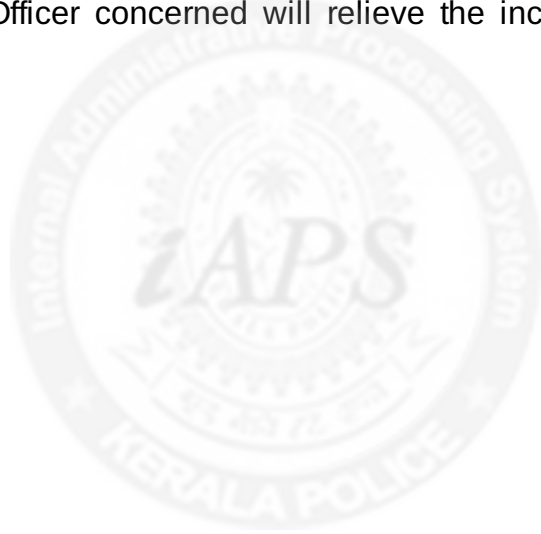 Officer concerned will relieve the inc
Internal Administrative Processing System
iAPS
KERALA POLICE